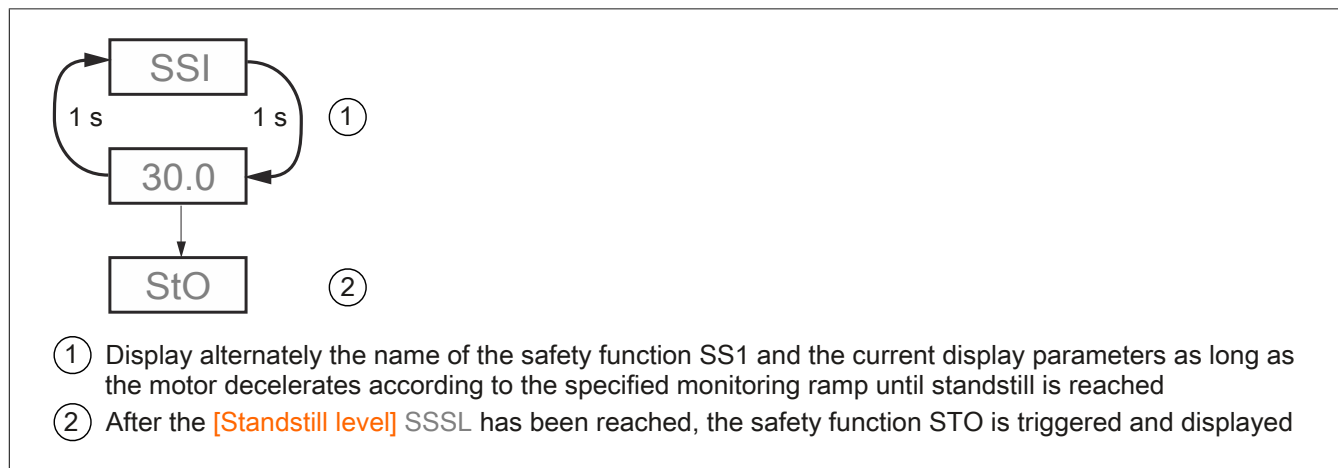 SSI
1 s 1 s 1
30.0
StO 2
1 Display alternately the name of the safety function SS1 and the current display parameters as long as
the motor decelerates according to the specified monitoring ramp until standstill is reached
2 After the [Standstill level] SSSL has been reached, the safety function STO is triggered and displayed